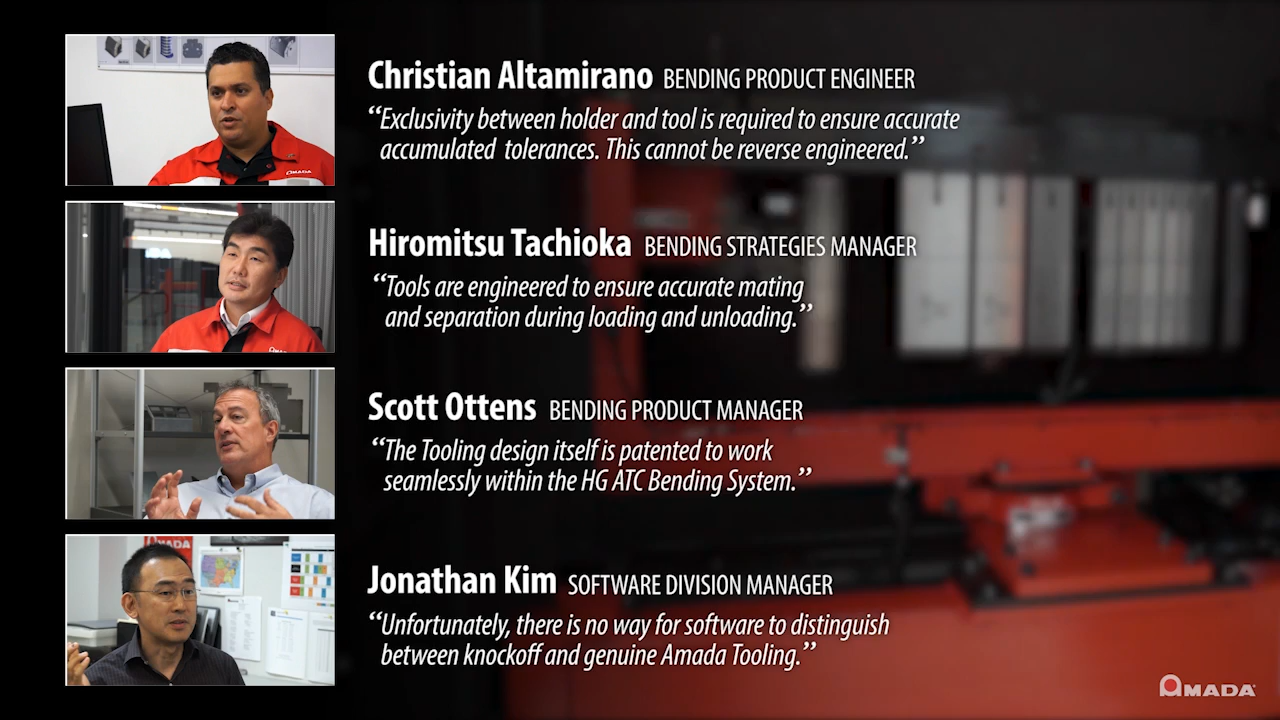 Christian Altamirano BENDING PRODUCT ENGINEER
“Exclusivity between holder and tool is required to ensure accurate
accumulated tolerances. This cannot be reverse engineered.”
AMADA
Hiromitsu Tachioka BENDING STRATEGIES MANAGER
“Tools are engineered to ensure accurate mating
and separation during loading and unloading.”
AMADA
Scott Ottens BENDING PRODUCT MANAGER
“The Tooling design itself is patented to work
seamlessly within the HG ATC Bending System.”
AMADA
Jonathan Kim SOFTWARE DIVISION MANAGER
“Unfortunately, there is no way for software to distinguish
between knockoff and genuine Amada Tooling.”
AMADA